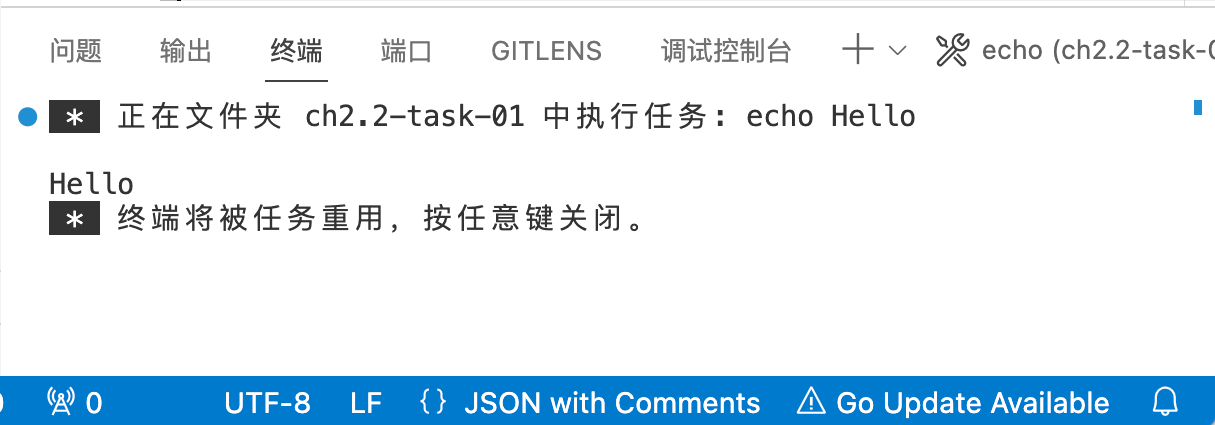 问题 输出 终端 端口 GITLENS 调试控制台 echo (ch2.2-task-0
* 正在文件夹 ch2.2-task-01 中执行任务: echo Hello
Hello
* 终端将被任务重用, 按任意键关闭。
0 UTF-8 LF {} JSON with Comments Go Update Available